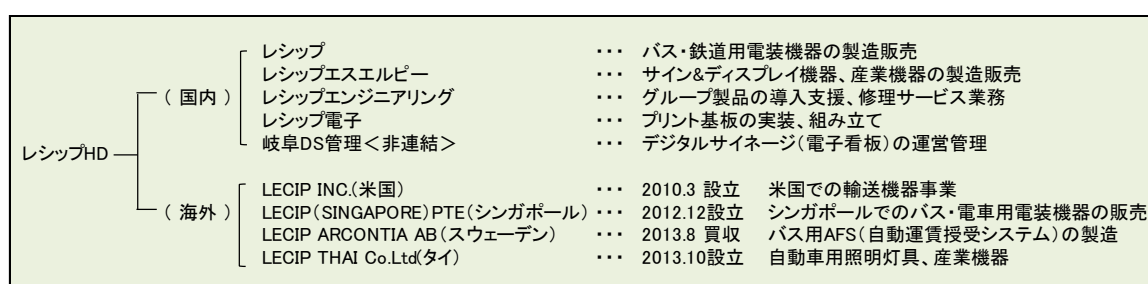 レシップ ・・・ バス・鉄道用電装機器の製造販売
レシップエスエルピー ・・・ サイン&ディスプレイ機器、産業機器の製造販売
( 国内 ) レシップエンジニアリング ・・・ グループ製品の導入支援、修理サービス業務
レシップ電子 ・・・ プリント基板の実装、組み立て
岐阜DS管理＜非連結＞ ・・・ デジタルサイネージ(電子看板)の運営管理
レシップHD
LECIP INC.(米国) ・・・ 2010.3 設立 米国での輸送機器事業
( 海外 ) LECIP(SINGAPORE)PTE(シンガポール) ・・・ 2012.12設立 シンガポールでのバス・電車用電装機器の販売
LECIP ARCONTIA AB(スウェーデン) ・・・ 2013.8 買収 バス用AFS(自動運賃授受システム)の製造
LECIP THAI Co.Ltd(タイ) ・・・ 2013.10設立 自動車用照明灯具、産業機器